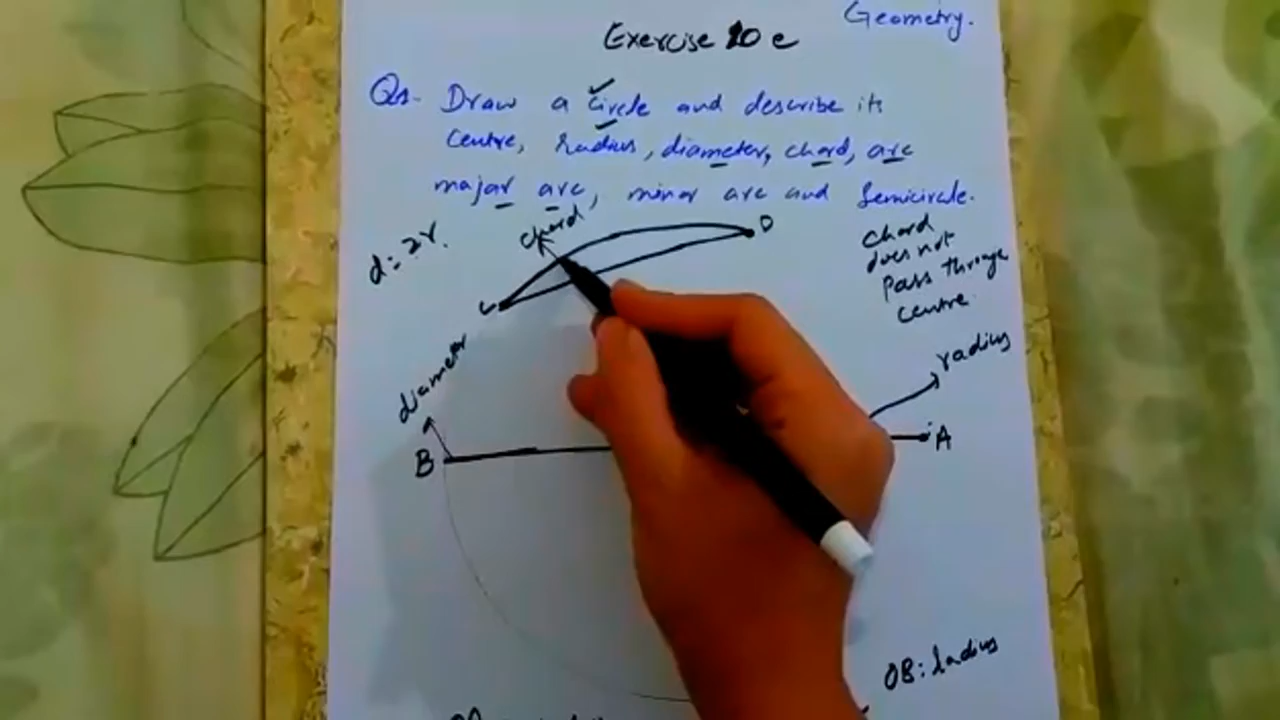 Geometry.
Exercise 10 e
Qs. Draw a circle and describe its
centre, radius, diameter, chord, arc
major arc, minor arc and Semicircle.
d = 2r.
chord
D
chord
does not
pass through
centre
diameter
radius
B
A
OB: radius